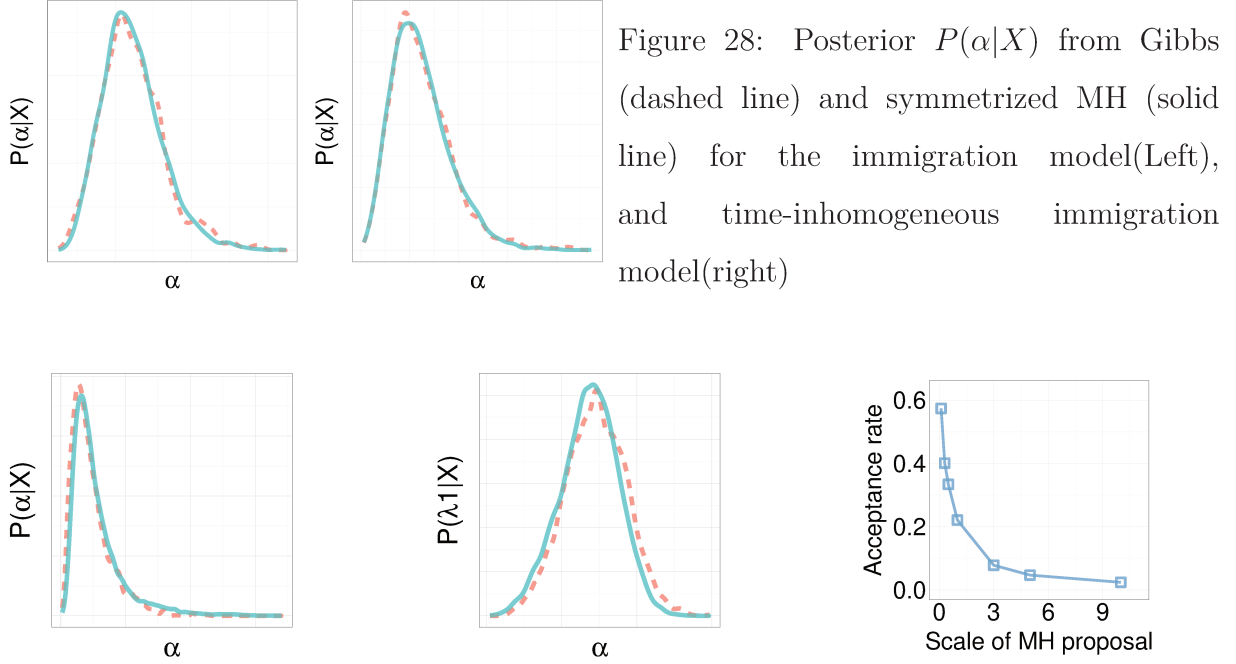 P(α|X)
α
P(α|X)
α
Figure 28: Posterior P(α|X) from Gibbs
(dashed line) and symmetrized MH (solid
line) for the immigration model(Left),
and time-inhomogeneous immigration
model(right)
P(α|X)
α
P(λ1|X)
α
Acceptance rate
0.6
0.4
0.2
0.0
0 3 6 9
Scale of MH proposal